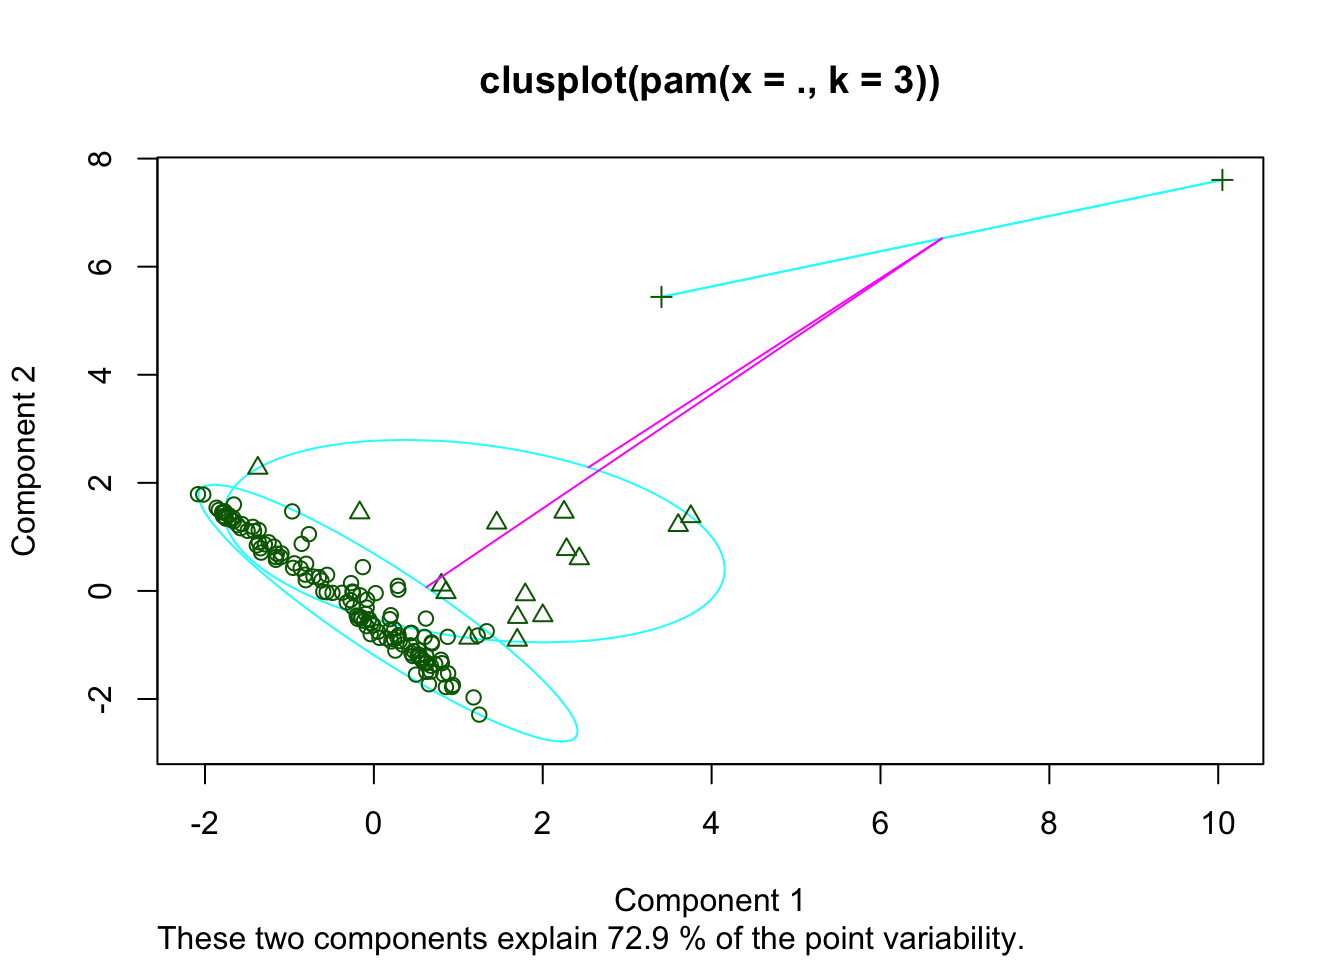 clusplot(pam(x = ., k = 3))
Component 2
8
6
4
2
0
-2
-2 0 2 4 6 8 10
Component 1
These two components explain 72.9 % of the point variability.